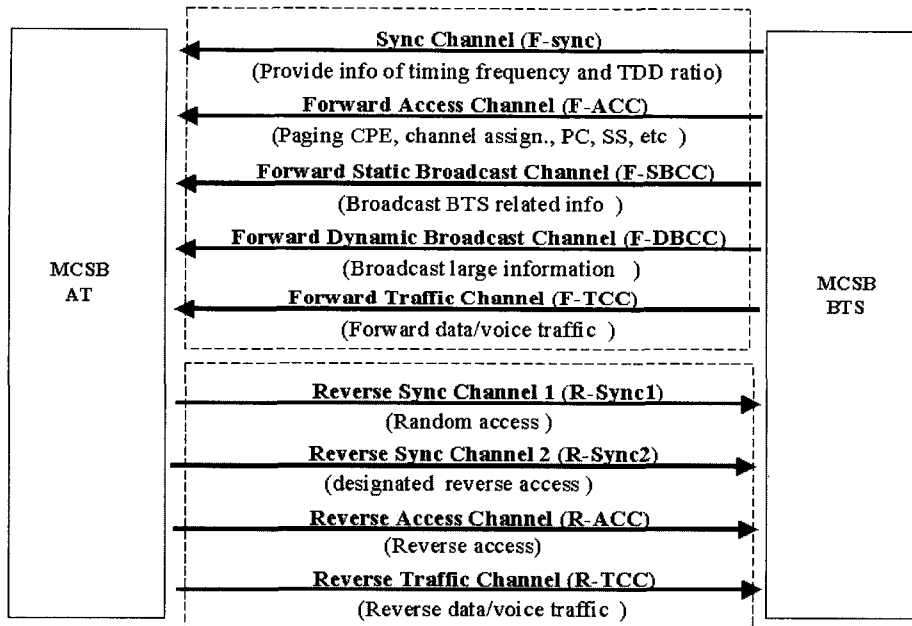 Sync Channel (F-sync)
(Provide info of timing frequency and TDD ratio)
Forward Access Channel (F-ACC)
(Paging CPE, channel assign., PC, SS, etc )
Forward Static Broadcast Channel (F-SBCC)
(Broadcast BTS related info )
Forward Dynamic Broadcast Channel (F-DBCC)
(Broadcast large information )
Forward Traffic Channel (F-TCC)
(Forward data/voice traffic )
MCSB
AT
MCSB
BTS
Reverse Sync Channel 1 (R-Sync1)
(Random access )
Reverse Sync Channel 2 (R-Sync2)
(designated reverse access )
Reverse Access Channel (R-ACC)
(Reverse access)
Reverse Traffic Channel (R-TCC)
(Reverse data/voice traffic )